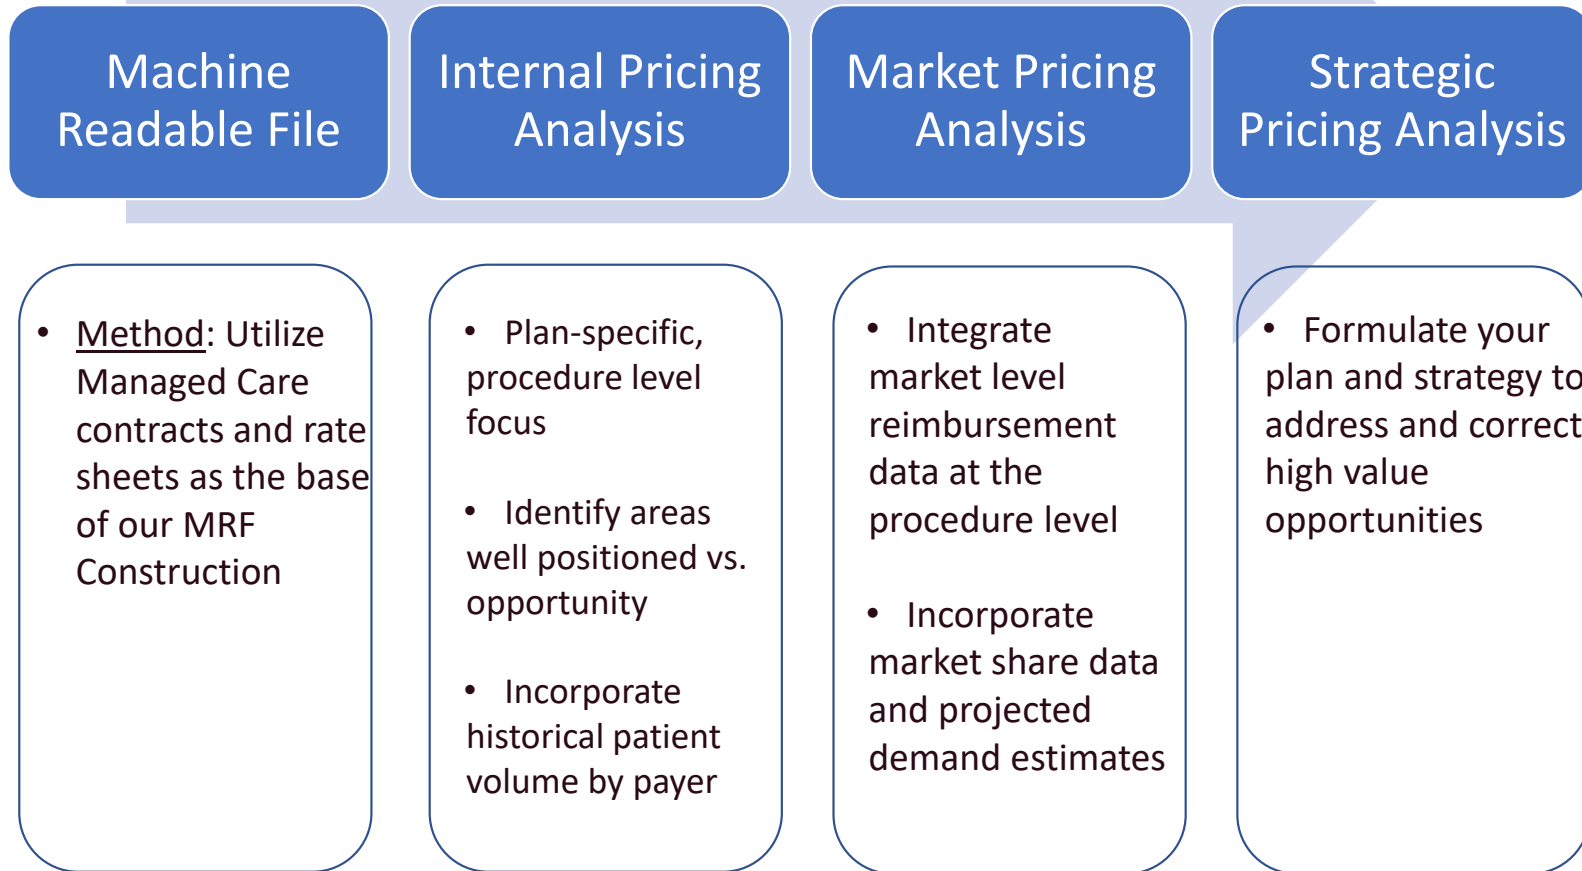 Machine
Readable File
Internal Pricing
Analysis
Market Pricing
Analysis
Strategic
Pricing Analysis
• Method: Utilize
Managed Care
contracts and rate
sheets as the base
of our MRF
Construction
• Plan-specific,
procedure level
focus
• Identify areas
well positioned vs.
opportunity
• Incorporate
historical patient
volume by payer
• Integrate
market level
reimbursement
data at the
procedure level
• Incorporate
market share data
and projected
demand estimates
• Formulate your
plan and strategy to
address and correct
high value
opportunities